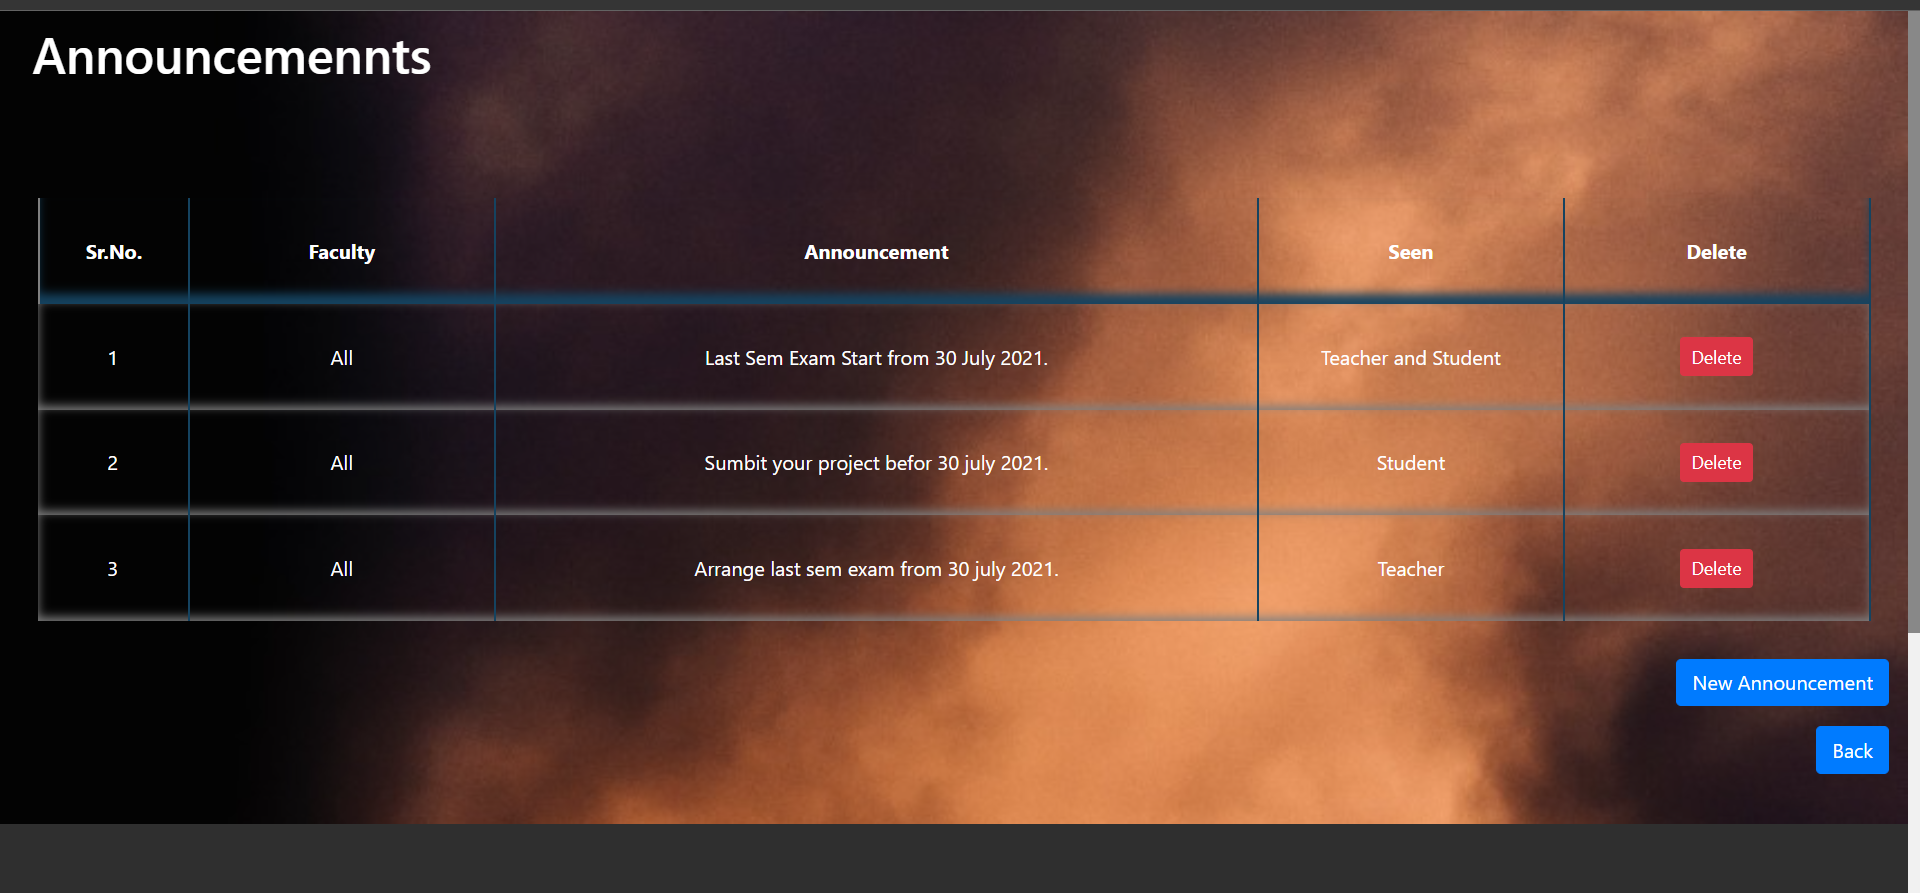 Announcemennts
Sr.No. Faculty Announcement Seen Delete
1 All Last Sem Exam Start from 30 July 2021. Teacher and Student Delete
2 All Sumbit your project befor 30 july 2021. Student Delete
3 All Arrange last sem exam from 30 july 2021. Teacher Delete
New Announcement
Back